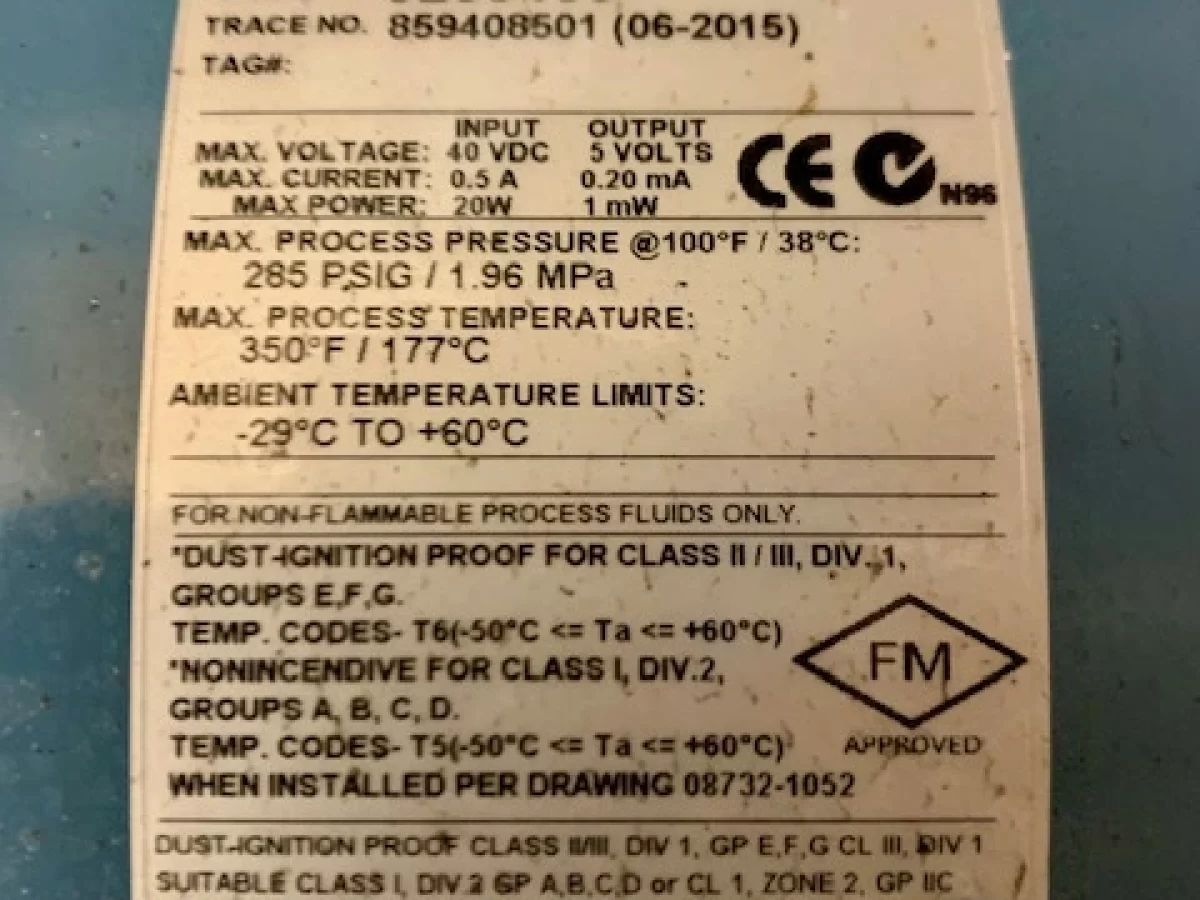 TRACE NO. 859408501 (06-2015)
TAG#:
INPUT OUTPUT
MAX. VOLTAGE: 40 VDC 5 VOLTS
MAX. CURRENT: 0.5 A 0.20 mA
MAX POWER: 20W 1 mW
CE N96
MAX. PROCESS PRESSURE @100°F / 38°C:
285 PSIG / 1.96 MPa
MAX. PROCESS TEMPERATURE:
350°F / 177°C
AMBIENT TEMPERATURE LIMITS:
-29°C TO +60°C
FOR NON-FLAMMABLE PROCESS FLUIDS ONLY.
*DUST-IGNITION PROOF FOR CLASS II / III, DIV. 1,
GROUPS E,F,G.
TEMP. CODES- T6(-50°C <= Ta <= +60°C)
*NONINCENDIVE FOR CLASS I, DIV.2,
GROUPS A, B, C, D.
TEMP. CODES- T5(-50°C <= Ta <= +60°C)
WHEN INSTALLED PER DRAWING 08732-1052
FM
APPROVED
DUST-IGNITION PROOF CLASS II/III, DIV 1, GP E,F,G CL III, DIV 1
SUITABLE CLASS I, DIV 2 GP A,B,C,D or CL 1, ZONE 2, GP IIC